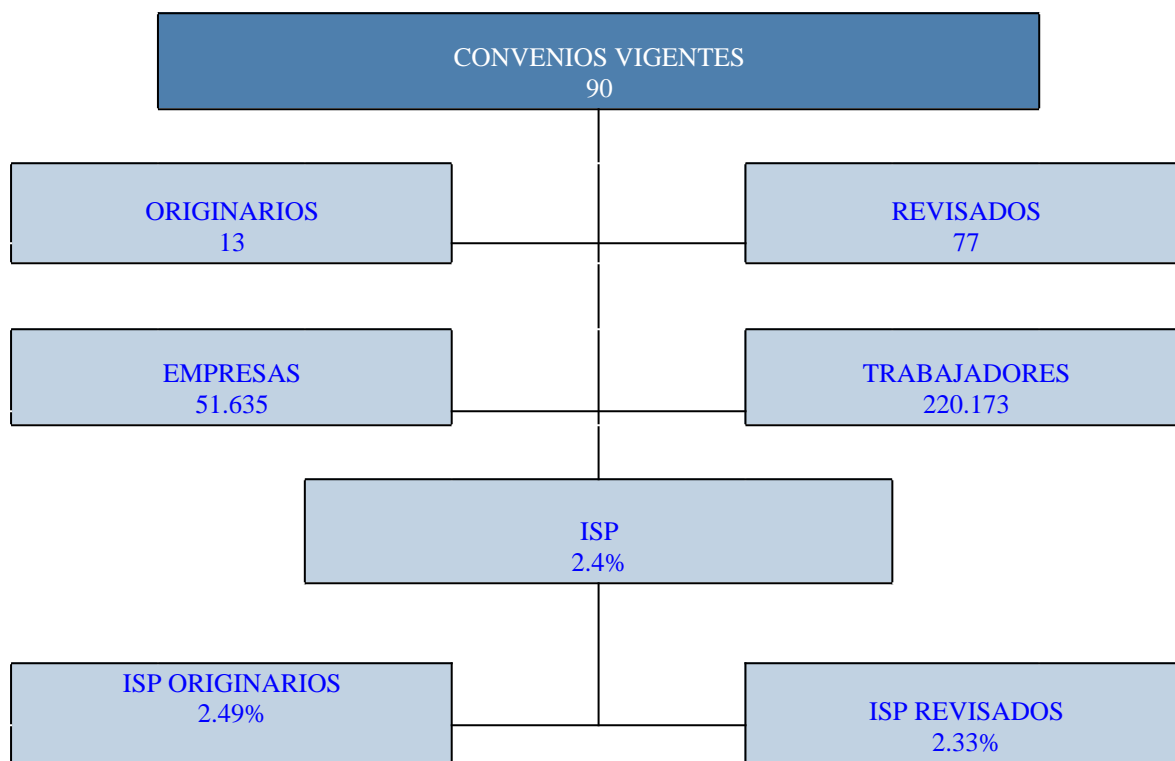 CONVENIOS VIGENTES
90
ORIGINARIOS
13
REVISADOS
77
EMPRESAS
51.635
TRABAJADORES
220.173
ISP
2.4%
ISP ORIGINARIOS
2.49%
ISP REVISADOS
2.33%